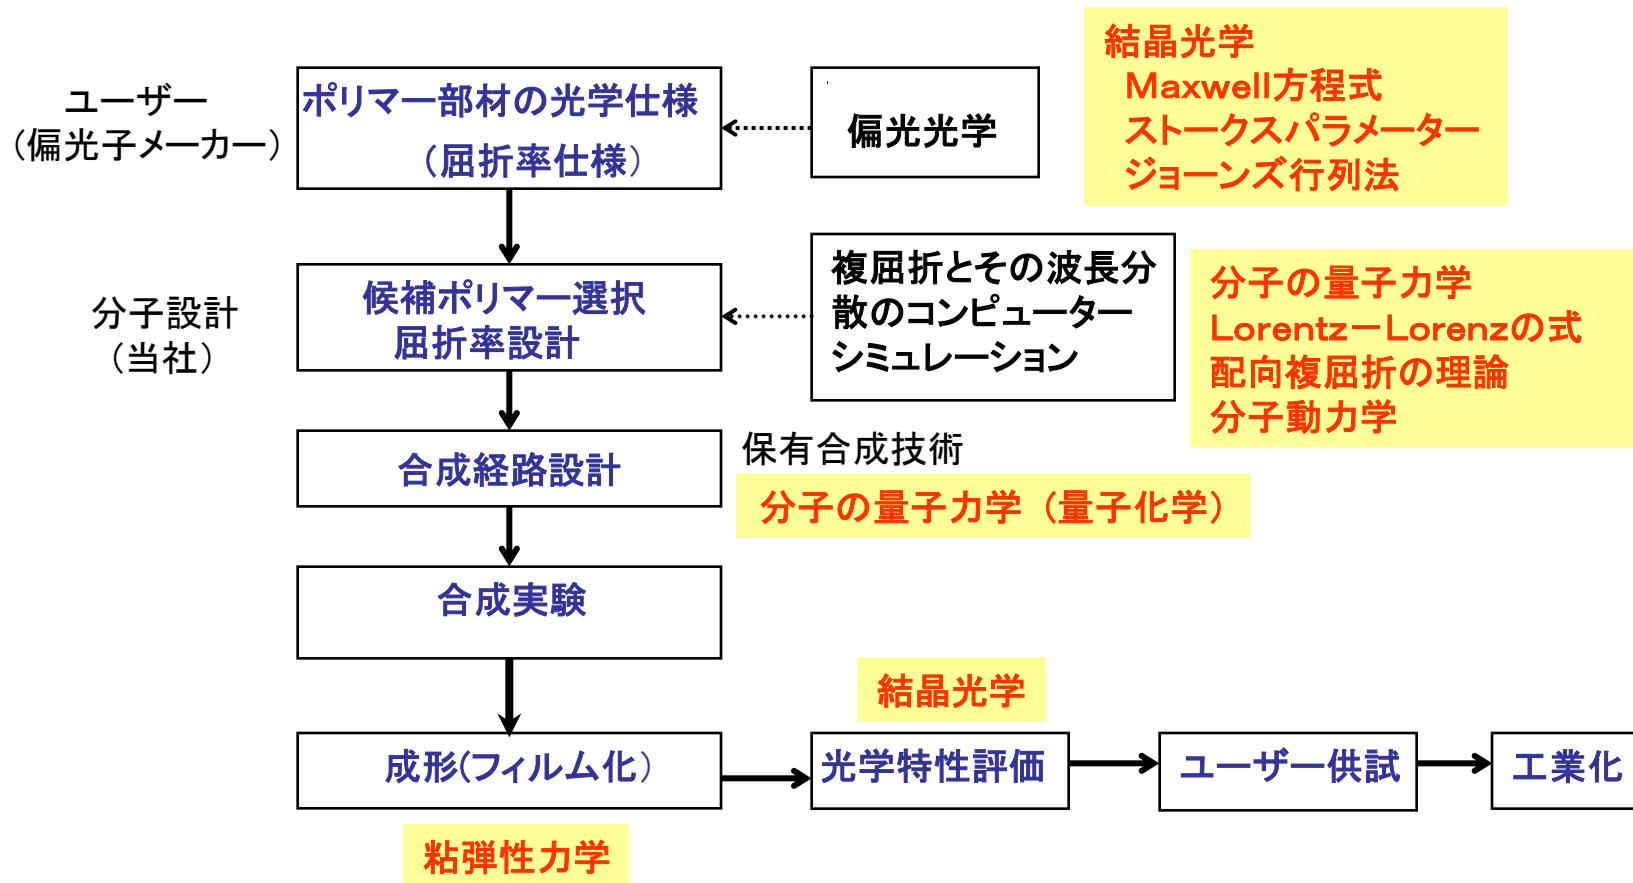 ユーザー
（偏光子メーカー）
ポリマー部材の光学仕様
（屈折率仕様）
偏光光学
結晶光学
Maxwell方程式
ストークスパラメーター
ジョーンズ行列法
分子設計
（当社）
候補ポリマー選択
屈折率設計
複屈折とその波長分
散のコンピューター
シミュレーション
分子の量子力学
Lorentz－Lorenzの式
配向複屈折の理論
分子動力学
合成経路設計
保有合成技術
分子の量子力学（量子化学）
合成実験
成形(フィルム化）
粘弾性力学
結晶光学
光学特性評価
ユーザー供試
工業化